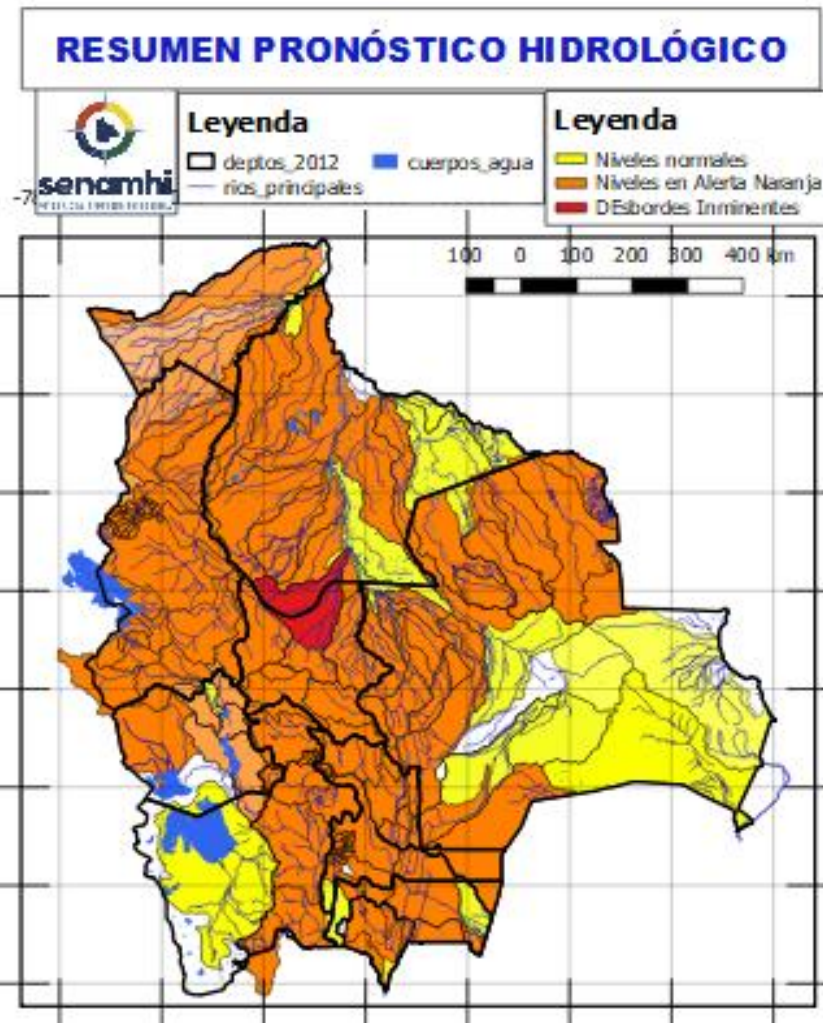 RESUMEN PRONÓSTICO HIDROLÓGICO
senamhi
Leyenda
deptos_2012
cuerpos_agua
rios_principales
Leyenda
Niveles normales
Niveles en Alerta Naranja
DEsbordes Inminentes
100 0 100 200 300 400 km